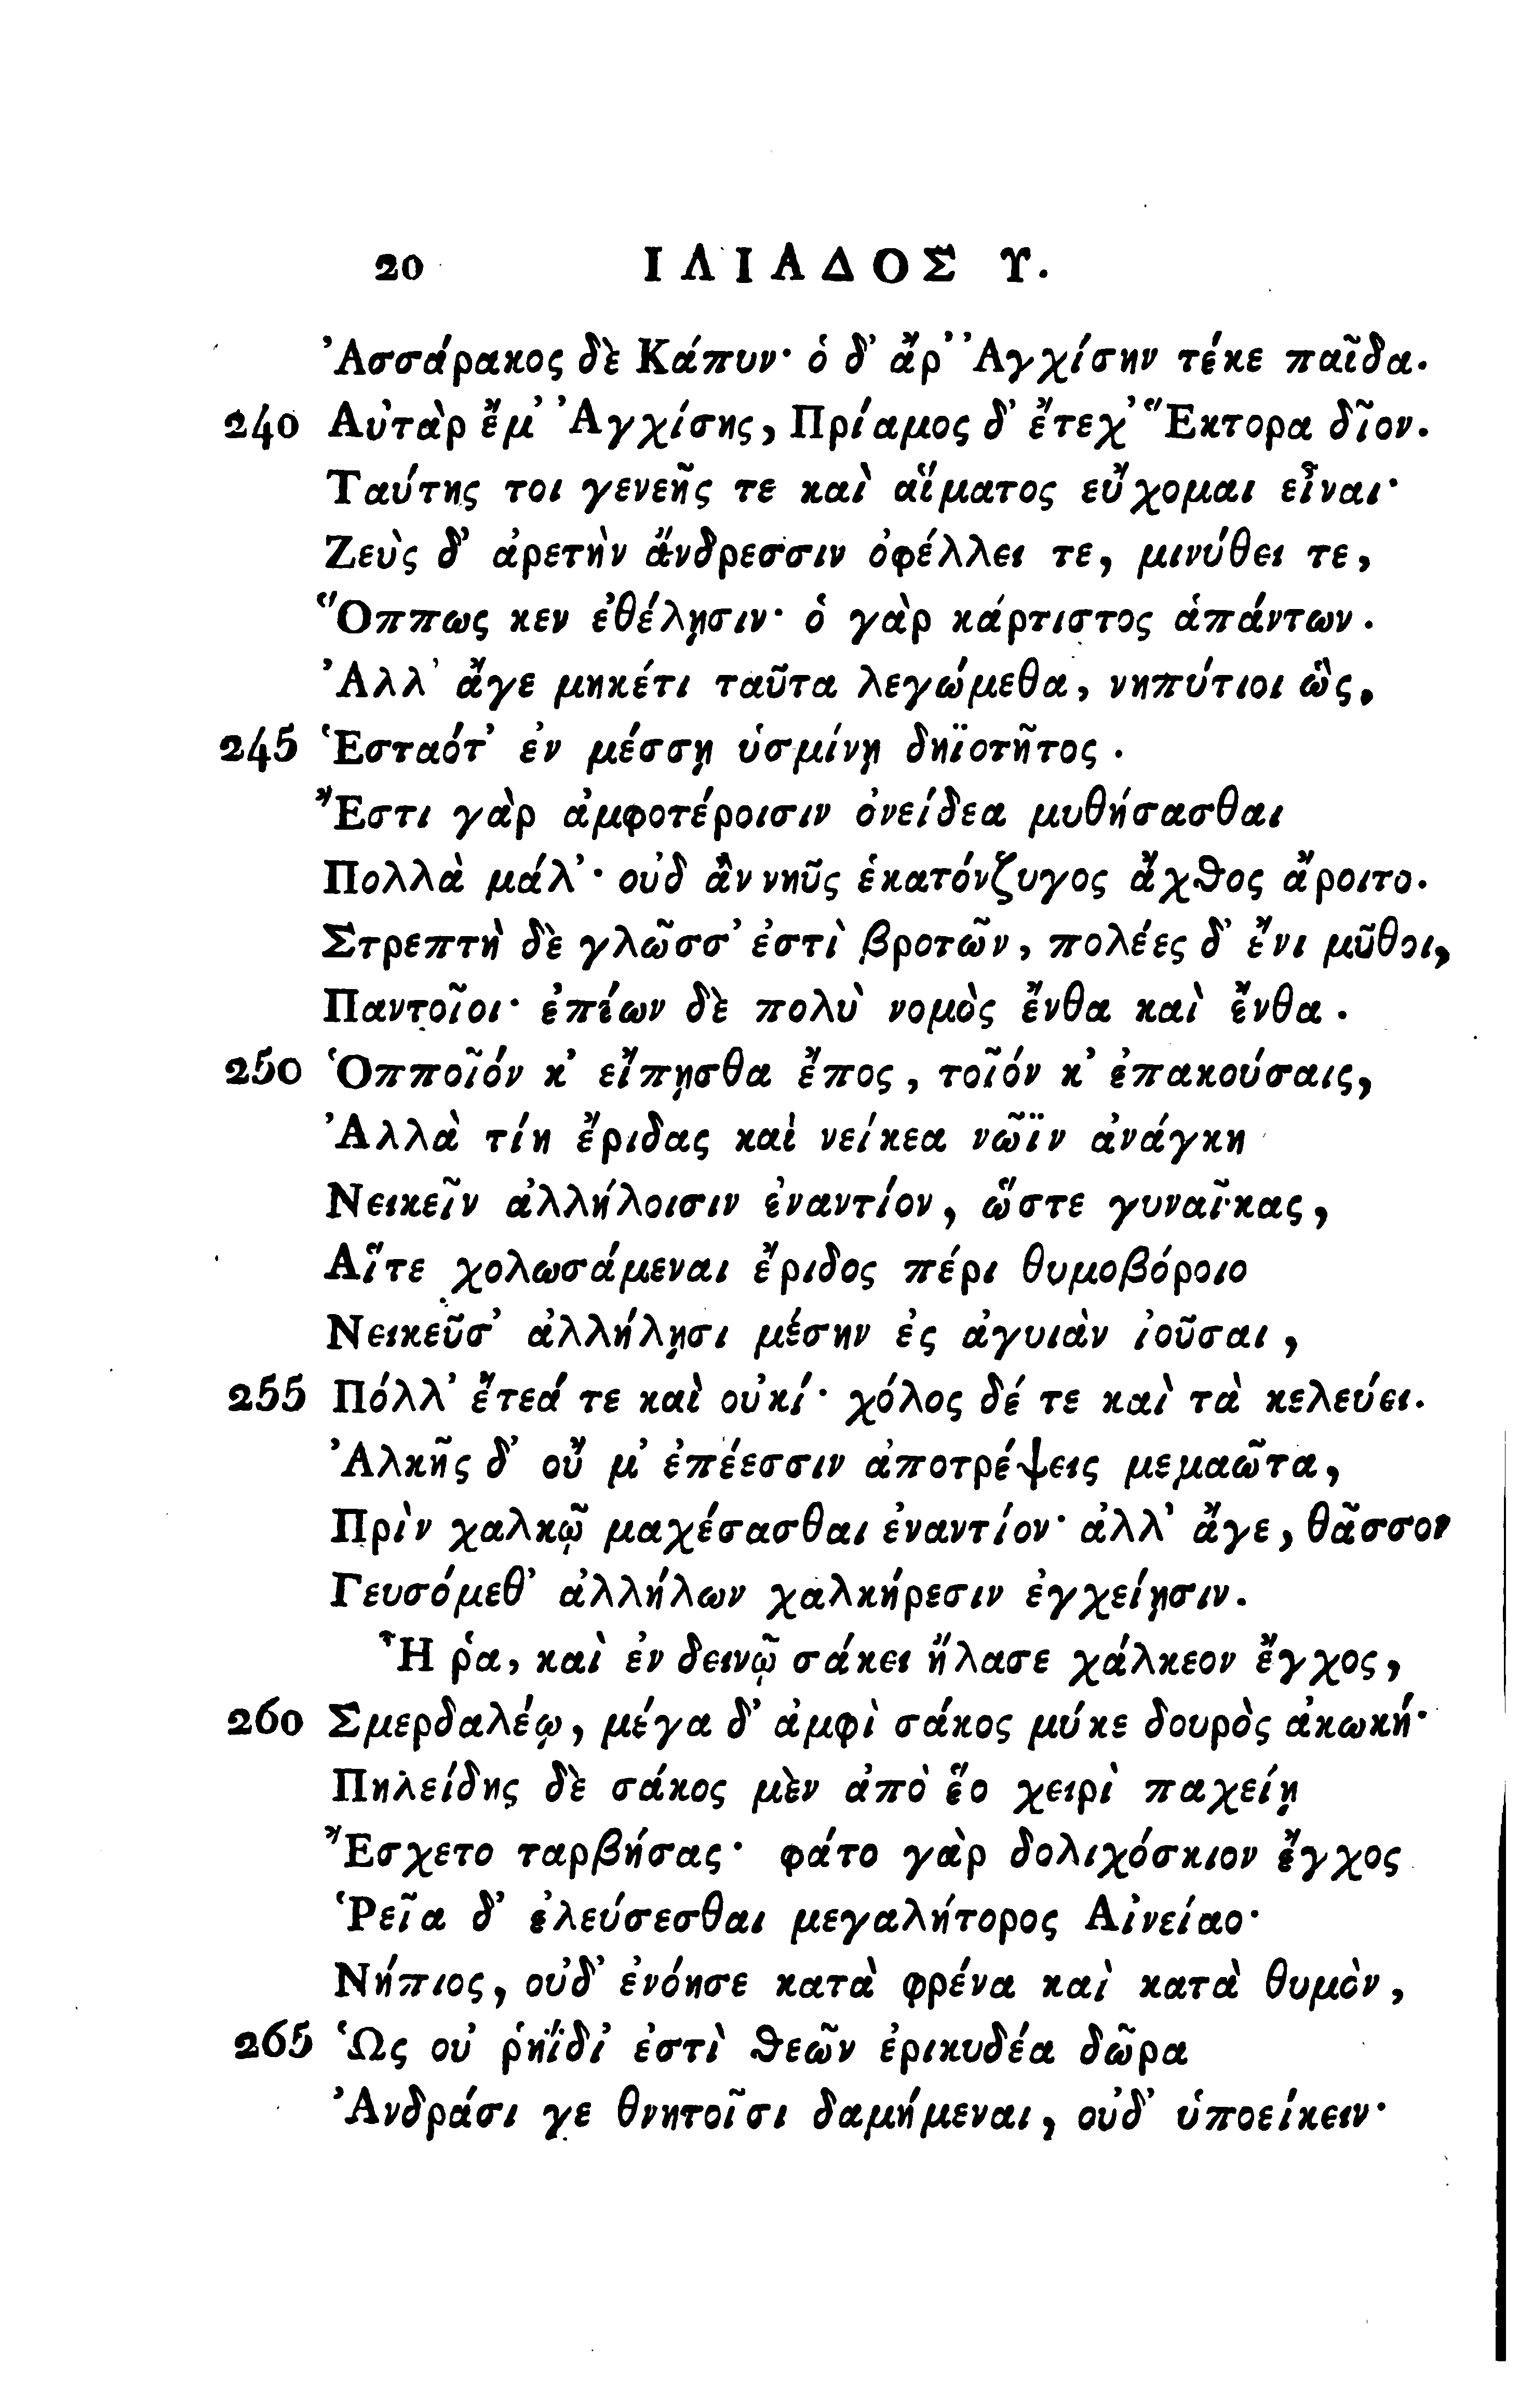 20 ΙΛΙΑΔΟΣ Υ.
Ἀσσάρακος δὲ Κάπυν· ὁ δ᾽ ἄρ᾽ Ἀγχίσην τέκε παῖδα.
240 Αὐτὰρ ἔμ᾽ Ἀγχίσης, Πρίαμος δ᾽ ἔτεχ᾽ Ἕκτορα δῖον.
Ταύτης τοι γενεῆς τε καὶ αἵματος εὔχομαι εἶναι·
Ζεὺς δ᾽ ἀρετὴν ἄνδρεσσιν ὀφέλλει τε, μινύθει τε,
Ὅππως κεν ἐθέλῃσιν· ὁ γὰρ κάρτιστος ἁπάντων.
Ἀλλ᾽ ἄγε μηκέτι ταῦτα λεγώμεθα, νηπύτιοι ὣς,
245 Ἑσταότ᾽ ἐν μέσσῃ ὑσμίνῃ δηϊοτῆτος.
Ἔστι γὰρ ἀμφοτέροισιν ὀνείδεα μυθήσασθαι
Πολλὰ μάλ᾽· οὐδ ἂν νηῦς ἑκατόνζυγος ἄχθος ἄροιτο.
Στρεπτὴ δὲ γλῶσσ᾽ ἐστὶ βροτῶν, πολέες δ᾽ ἔνι μῦθοι,
Παντοῖοι· ἐπέων δὲ πολὺ νομὸς ἔνθα καὶ ἔνθα.
250 Ὁπποῖόν κ᾽ εἴπῃσθα ἔπος, τοῖόν κ᾽ ἐπακούσαις,
Ἀλλὰ τίη ἔριδας καὶ νείκεα νῶϊν ἀνάγκη
Νεικεῖν ἀλλήλοισιν ἐναντίον, ὥστε γυναῖκας,
Αἵτε χολωσάμεναι ἔριδος πέρι θυμοβόροιο
Νεικεῦσ᾽ ἀλλήλῃσι μέσην ἐς ἀγυιὰν ἰοῦσαι,
255 Πόλλ᾽ ἔτεά τε καὶ οὐκί· χόλος δέ τε καὶ τὰ κελεύει.
Ἀλκῆς δ᾽ οὔ μ᾽ ἐπέεσσιν ἀποτρέψεις μεμαῶτα,
Πρὶν χαλκῷ μαχέσασθαι ἐναντίον· ἀλλ᾽ ἄγε, θᾶσσον
Γευσόμεθ᾽ ἀλλήλων χαλκήρεσιν ἐγχείῃσιν.
Ἦ ῥα, καὶ ἐν δεινῷ σάκει ἤλασε χάλκεον ἔγχος,
260 Σμερδαλέῳ, μέγα δ᾽ ἀμφὶ σάκος μύκε δουρὸς ἀκωκή·
Πηλείδης δὲ σάκος μὲν ἀπὸ ἕο χειρὶ παχείῃ
Ἔσχετο ταρβήσας· φάτο γὰρ δολιχόσκιον ἔγχος
Ῥεῖα δ᾽ ἐλεύσεσθαι μεγαλήτορος Αἰνείαο·
Νήπιος, οὐδ᾽ ἐνόησε κατὰ φρένα καὶ κατὰ θυμὸν,
265 Ὡς οὐ ῥηΐδι᾽ ἐστὶ θεῶν ἐρικυδέα δῶρα
Ἀνδράσι γε θνητοῖσι δαμήμεναι, οὐδ᾽ ὑποείκειν·